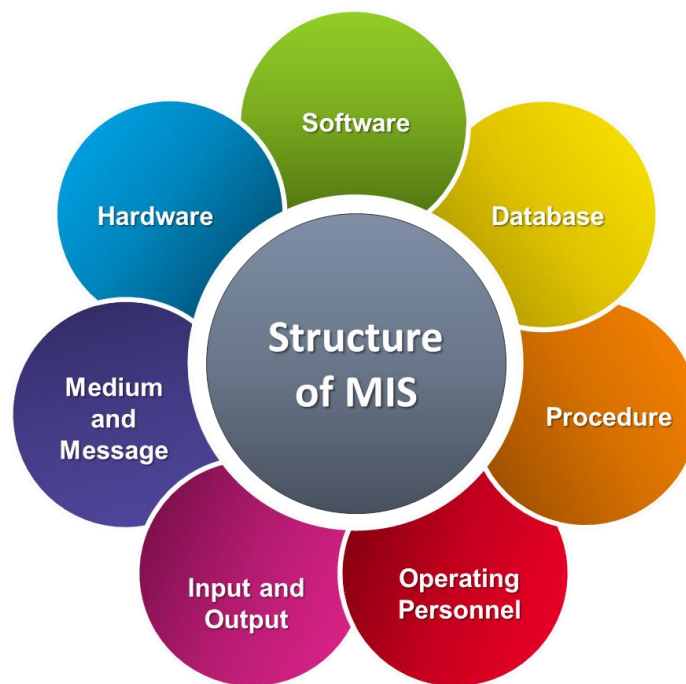 Structure
of MIS
Software
Database
Procedure
Operating
Personnel
Input and
Output
Medium
and
Message
Hardware